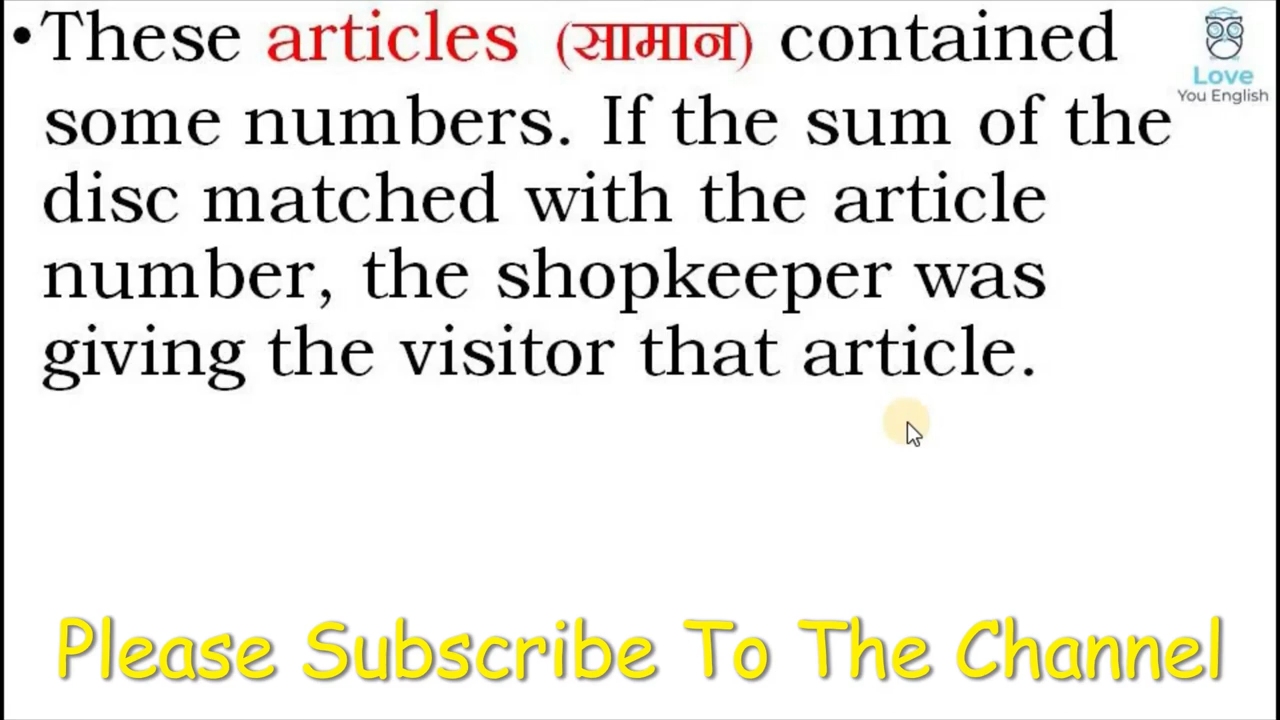 •These articles (सामान) contained
some numbers. If the sum of the
disc matched with the article
number, the shopkeeper was
giving the visitor that article.
Love
You English
Please Subscribe To The Channel